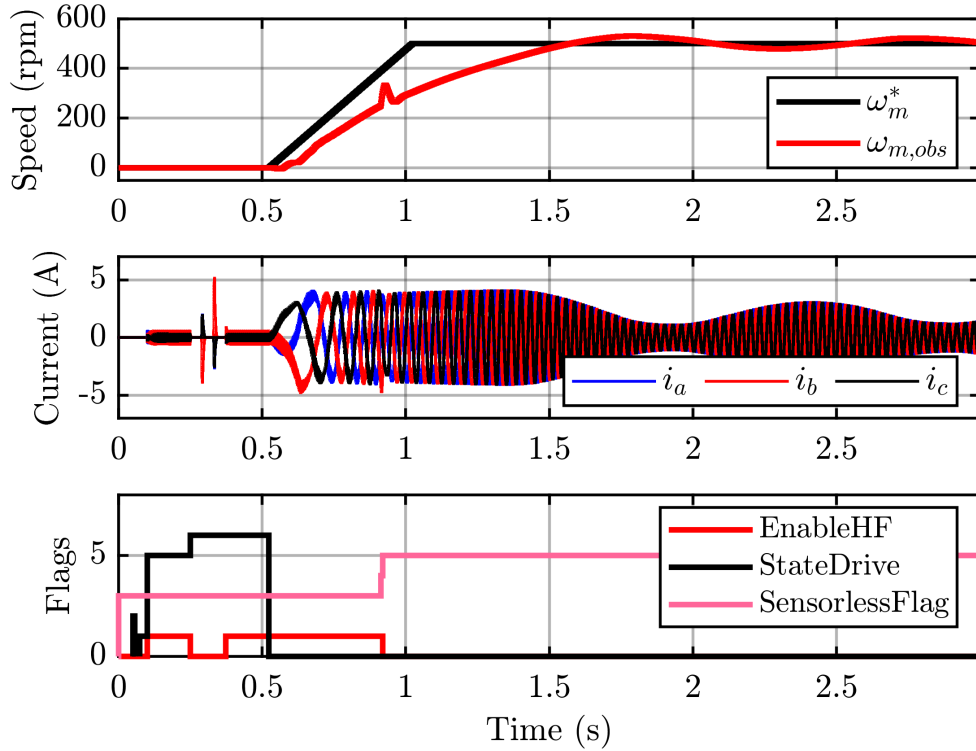 600
400
200
0
Speed (rpm)
ω*m
ωm,obs
0 0.5 1 1.5 2 2.5
5
0
-5
Current (A)
ia ib ic
0 0.5 1 1.5 2 2.5
5
0
Flags
EnableHF
StateDrive
SensorlessFlag
0 0.5 1 1.5 2 2.5
Time (s)